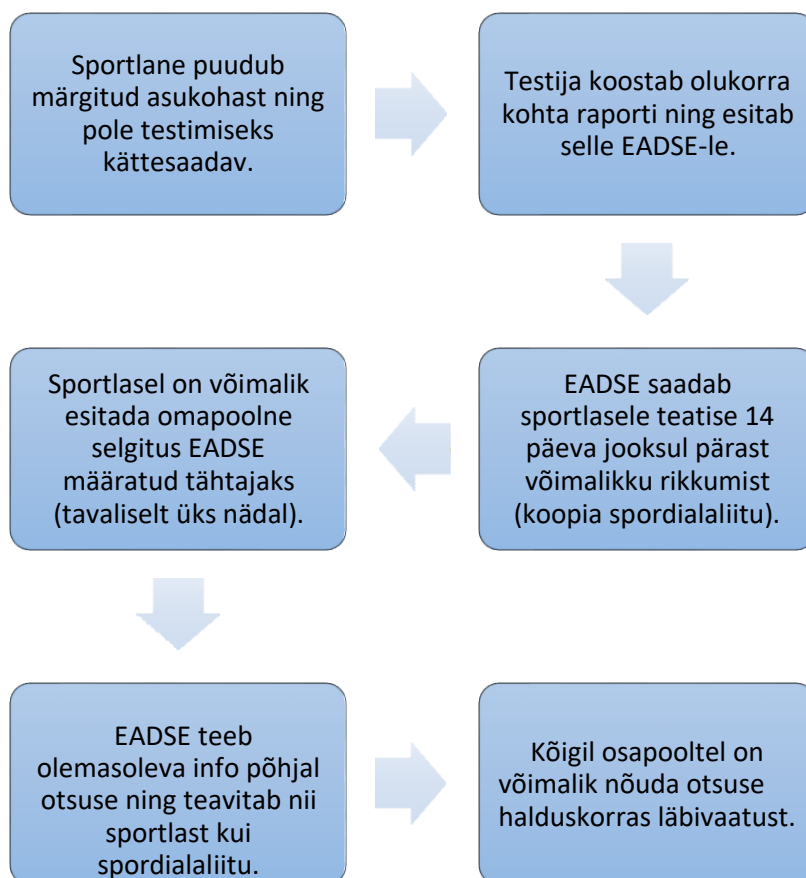 Sportlane puudub
märgitud asukohast ning
pole testimiseks
kättesaadav.
Testija koostab olukorra
kohta raporti ning esitab
selle EADSE-le.
EADSE saadab
sportlasele teatise 14
päeva jooksul pärast
võimalikku rikkumist
(koopia spordialaliitu).
Sportlasel on võimalik
esitada omapoolne
selgitus EADSE
määratud tähtajaks
(tavaliselt üks nädal).
EADSE teeb
olemasoleva info põhjal
otsuse ning teavitab nii
sportlast kui
spordialaliitu.
Kõigil osapooltel on
võimalik nõuda otsuse
halduskorras läbivaatust.